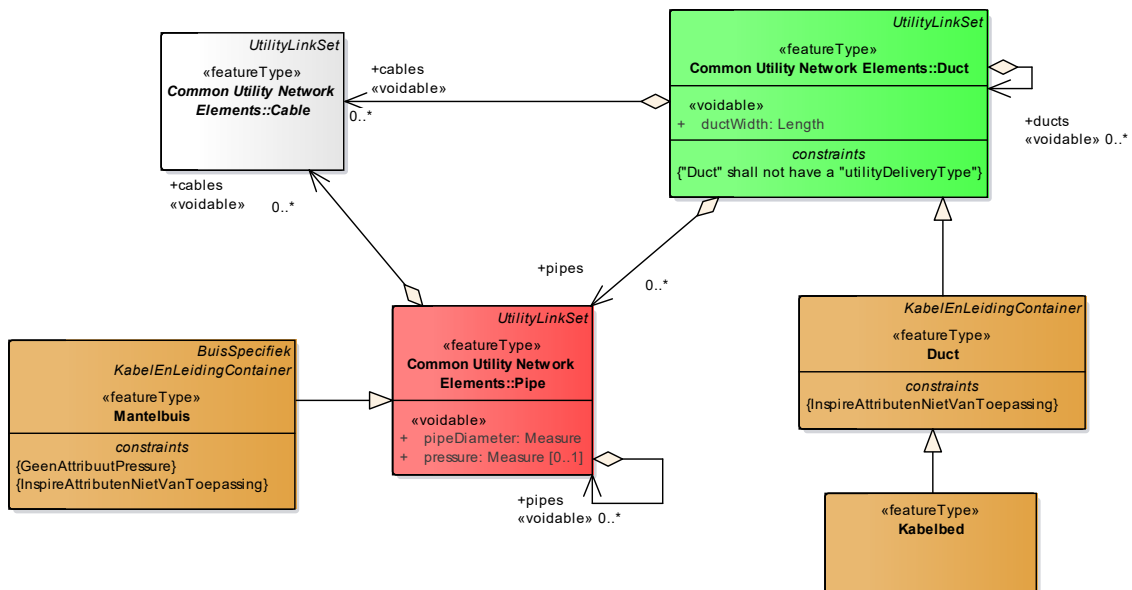 UtilityLinkSet
«featureType»
Common Utility Network
Elements::Cable
+cables
«voidable»
0..*
UtilityLinkSet
«featureType»
Common Utility Network Elements::Duct
«voidable»
+ ductWidth: Length
constraints
{"Duct" shall not have a "utilityDeliveryType"}
+ducts
«voidable» 0..*
+cables
«voidable»
0..*
+pipes
0..*
UtilityLinkSet
«featureType»
Common Utility Network
Elements::Pipe
«voidable»
+ pipeDiameter: Measure
+ pressure: Measure [0..1]
+pipes
«voidable» 0..*
BuisSpecifiek
KabelEnLeidingContainer
«featureType»
Mantelbuis
constraints
{GeenAttribuutPressure}
{InspireAttributenNietVanToepassing}
KabelEnLeidingContainer
«featureType»
Duct
constraints
{InspireAttributenNietVanToepassing}
«featureType»
Kabelbed